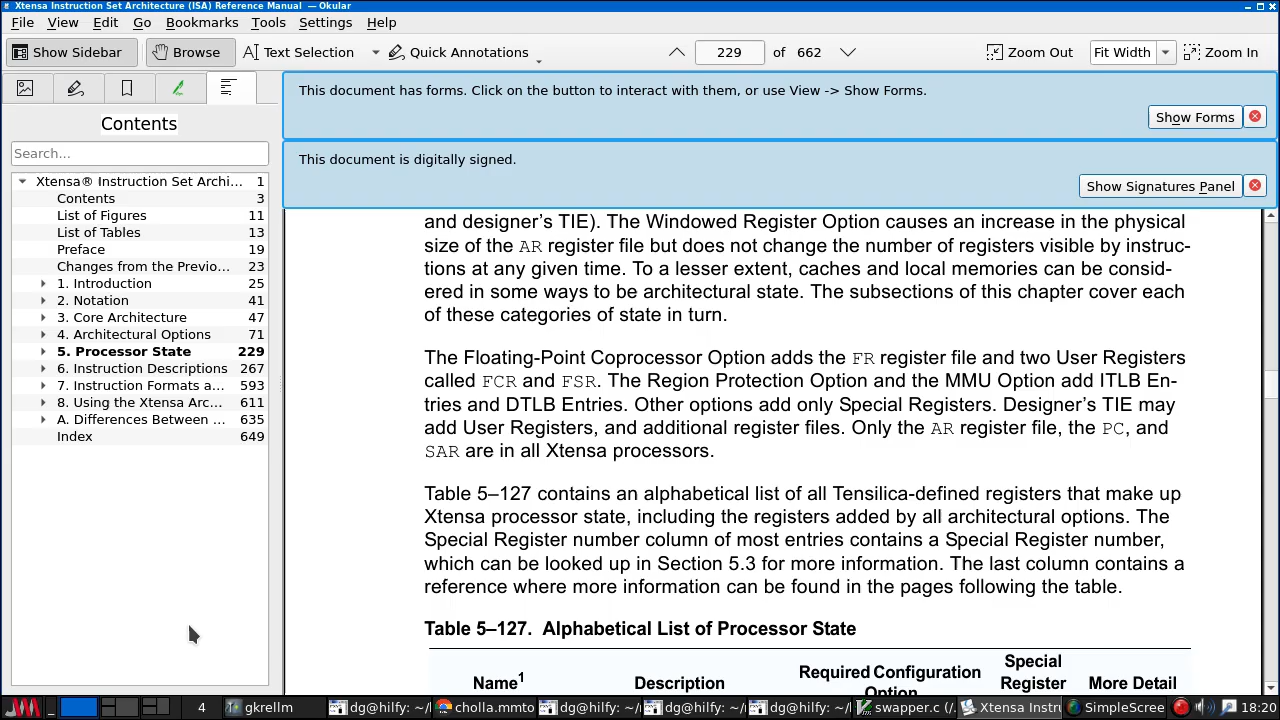 Xtensa Instruction Set Architecture (ISA) Reference Manual — Okular
File View Edit Go Bookmarks Tools Settings Help
Show Sidebar Browse Text Selection Quick Annotations 229 of 662 Zoom Out Fit Width Zoom In
Contents
Search...
Xtensa® Instruction Set Archi... 1
Contents 3
List of Figures 11
List of Tables 13
Preface 19
Changes from the Previo... 23
1. Introduction 25
2. Notation 41
3. Core Architecture 47
4. Architectural Options 71
5. Processor State 229
6. Instruction Descriptions 267
7. Instruction Formats a... 593
8. Using the Xtensa Arc... 611
A. Differences Between ... 635
Index 649
This document has forms. Click on the button to interact with them, or use View -> Show Forms.
Show Forms
This document is digitally signed.
Show Signatures Panel
and designer’s TIE). The Windowed Register Option causes an increase in the physical
size of the AR register file but does not change the number of registers visible by instruc-
tions at any given time. To a lesser extent, caches and local memories can be consid-
ered in some ways to be architectural state. The subsections of this chapter cover each
of these categories of state in turn.
The Floating-Point Coprocessor Option adds the FR register file and two User Registers
called FCR and FSR. The Region Protection Option and the MMU Option add ITLB En-
tries and DTLB Entries. Other options add only Special Registers. Designer’s TIE may
add User Registers, and additional register files. Only the AR register file, the PC, and
SAR are in all Xtensa processors.
Table 5–127 contains an alphabetical list of all Tensilica-defined registers that make up
Xtensa processor state, including the registers added by all architectural options. The
Special Register number column of most entries contains a Special Register number,
which can be looked up in Section 5.3 for more information. The last column contains a
reference where more information can be found in the pages following the table.
Table 5–127. Alphabetical List of Processor State
Name1 Description Required Configuration Option Special Register More Detail
4 gkrellm dg@hilfy: ~/ cholla.mmto dg@hilfy: ~/ dg@hilfy: ~/ dg@hilfy: ~/ swapper.c (/. Xtensa Instru SimpleScree 18:20